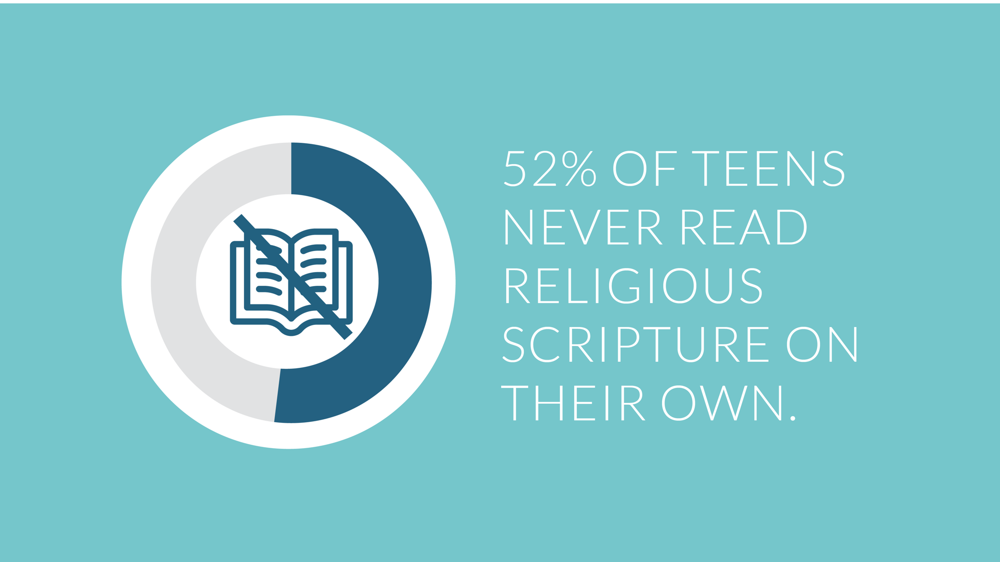 52% OF TEENS
NEVER READ
RELIGIOUS
SCRIPTURE ON
THEIR OWN.